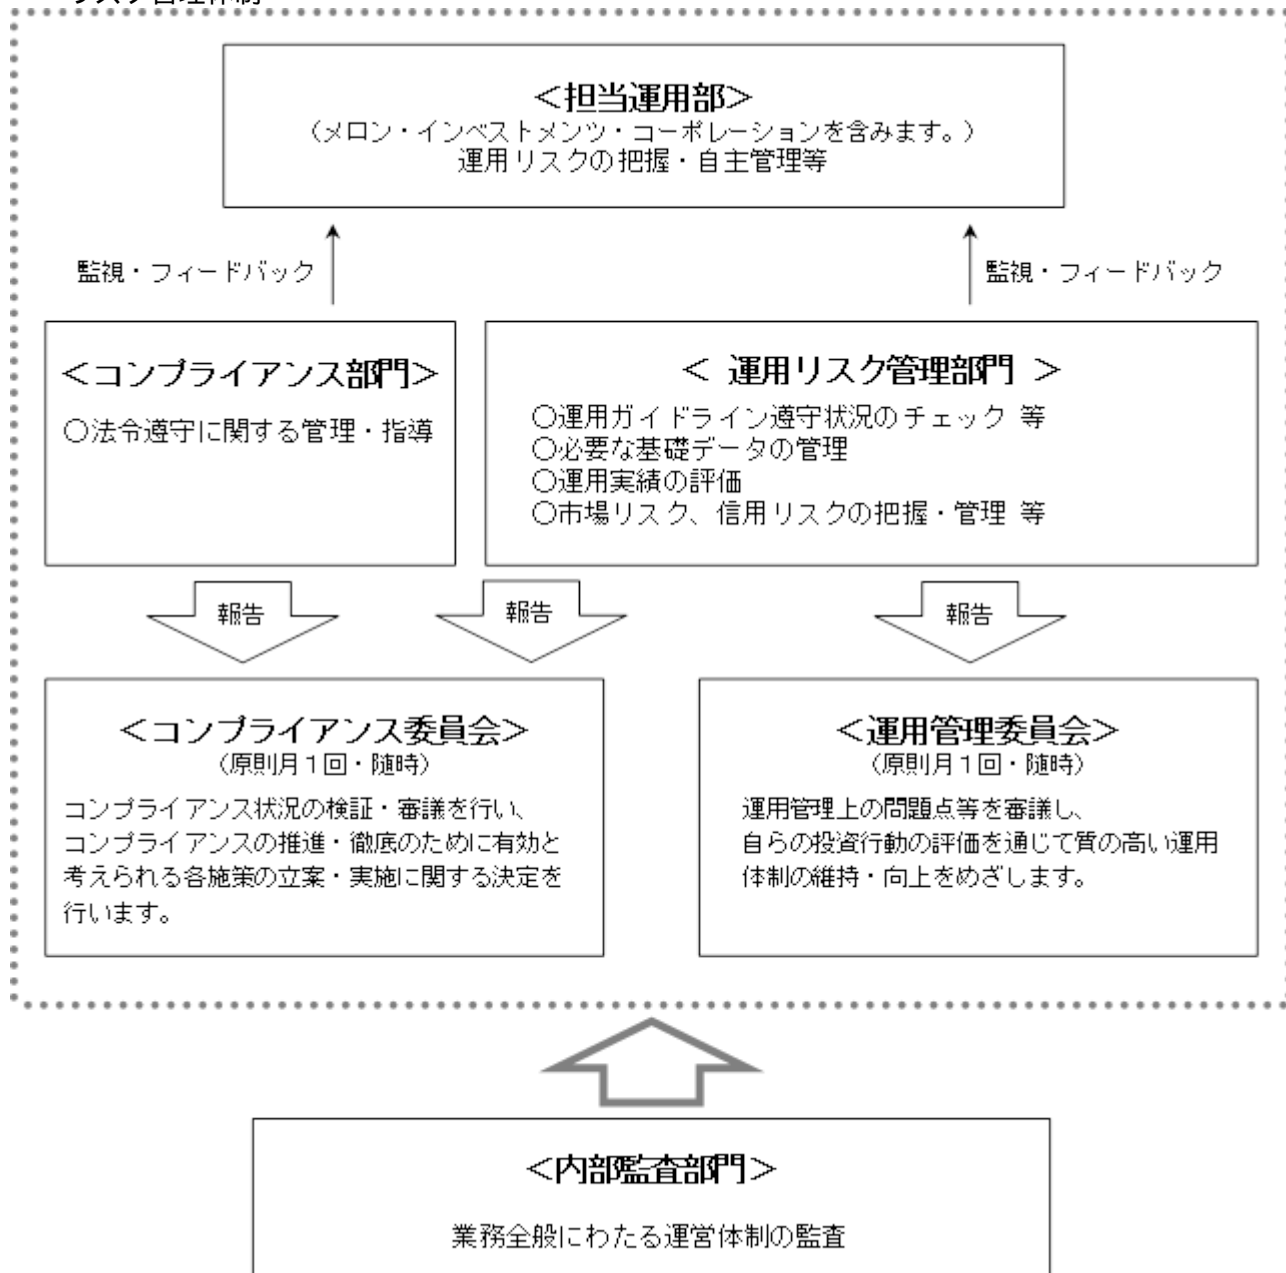 リスク管理体制
＜担当運用部＞
（メロン・インベストメンツ・コーポレーションを含みます。）
運用リスクの把握・自主管理等
監視・フィードバック
監視・フィードバック
＜コンプライアンス部門＞
○法令遵守に関する管理・指導
＜ 運用リスク管理部門 ＞
○運用ガイドライン遵守状況のチェック 等
○必要な基礎データの管理
○運用実績の評価
○市場リスク、信用リスクの把握・管理 等
報告
報告
報告
＜コンプライアンス委員会＞
（原則月１回・随時）
コンプライアンス状況の検証・審議を行い、
コンプライアンスの推進・徹底のために有効と
考えられる各施策の立案・実施に関する決定を
行います。
＜運用管理委員会＞
（原則月１回・随時）
運用管理上の問題点等を審議し、
自らの投資行動の評価を通じて質の高い運用
体制の維持・向上をめざします。
＜内部監査部門＞
業務全般にわたる運営体制の監査